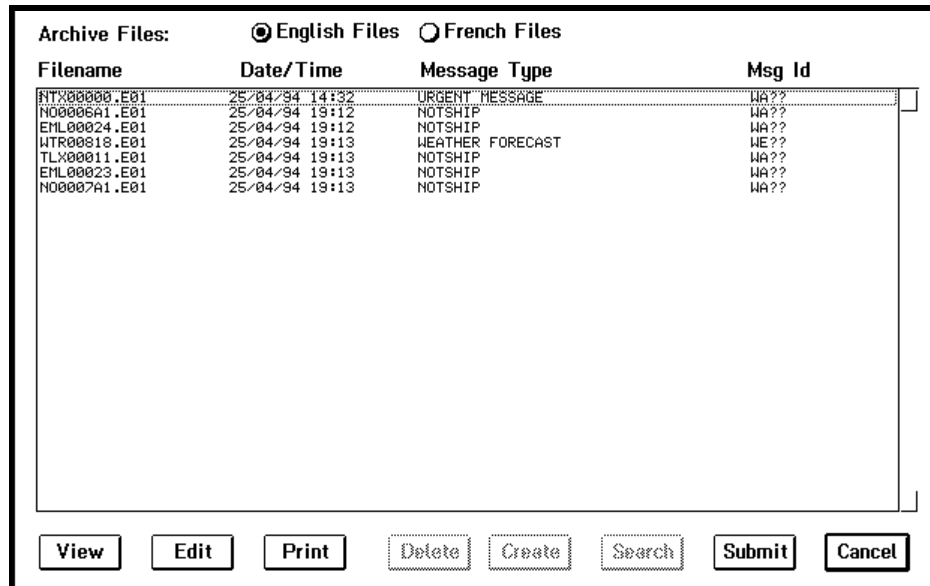 Archive Files: English Files French Files
Filename Date/Time Message Type Msg Id
NTX00000.E01 25/04/94 14:32 URGENT MESSAGE WA??
NO0006A1.E01 25/04/94 19:12 NOTSHIP WA??
EML00024.E01 25/04/94 19:12 NOTSHIP WA??
WTR00818.E01 25/04/94 19:13 WEATHER FORECAST WE??
TLX00011.E01 25/04/94 19:13 NOTSHIP WA??
EML00023.E01 25/04/94 19:13 NOTSHIP WA??
NO0007A1.E01 25/04/94 19:13 NOTSHIP WA??
View Edit Print Delete Create Search Submit Cancel